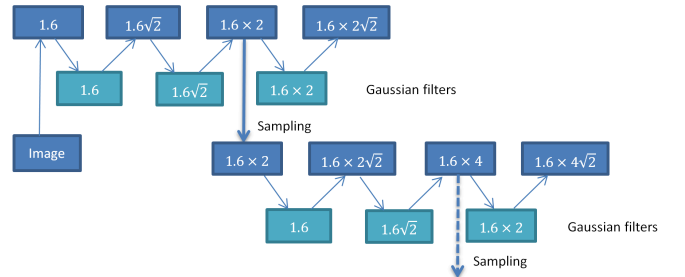 1.6 1.6√2 1.6 × 2 1.6 × 2√2
1.6 1.6√2 1.6 × 2 Gaussian filters
Sampling
Image 1.6 × 2 1.6 × 2√2 1.6 × 4 1.6 × 4√2
1.6 1.6√2 1.6 × 2 Gaussian filters
Sampling